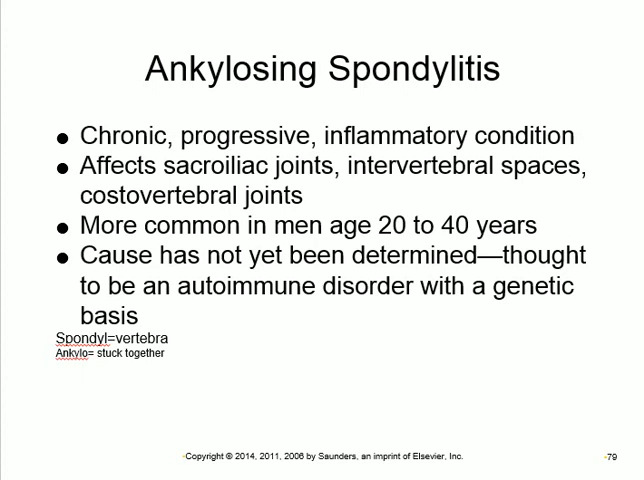 Ankylosing Spondylitis
● Chronic, progressive, inflammatory condition
● Affects sacroiliac joints, intervertebral spaces,
costovertebral joints
● More common in men age 20 to 40 years
● Cause has not yet been determined—thought
to be an autoimmune disorder with a genetic
basis
Spondyl=vertebra
Ankylo= stuck together
•Copyright © 2014, 2011, 2006 by Saunders, an imprint of Elsevier, Inc.
•79